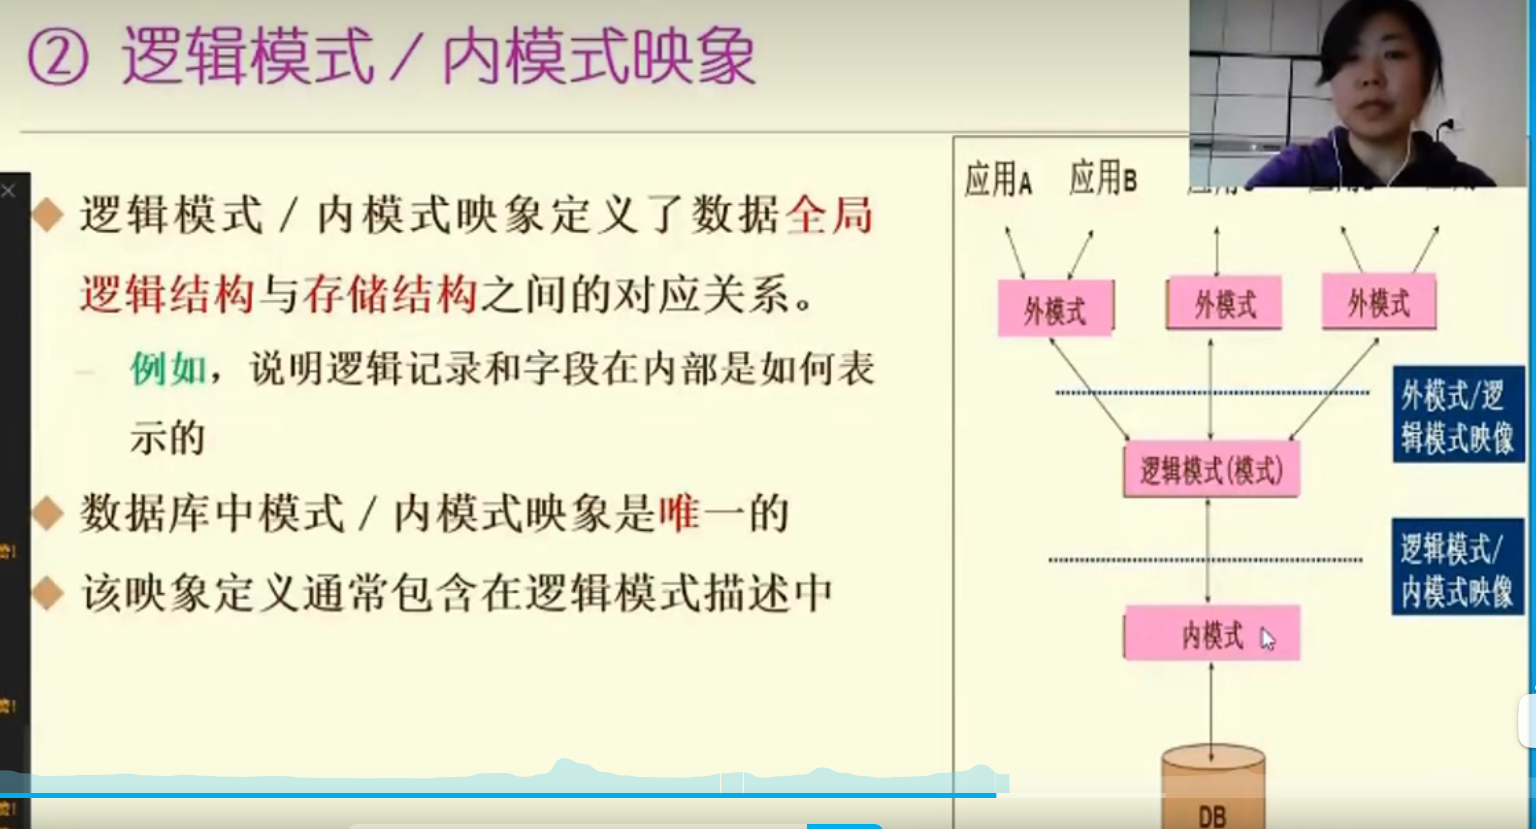 ② 逻辑模式／内模式映象
逻辑模式／内模式映象定义了数据全局
逻辑结构与存储结构之间的对应关系。
例如，说明逻辑记录和字段在内部是如何表
示的
数据库中模式／内模式映象是唯一的
该映象定义通常包含在逻辑模式描述中
应用A 应用B
外模式 外模式 外模式
外模式/逻
辑模式映像
逻辑模式(模式)
逻辑模式/
内模式映像
内模式
DB